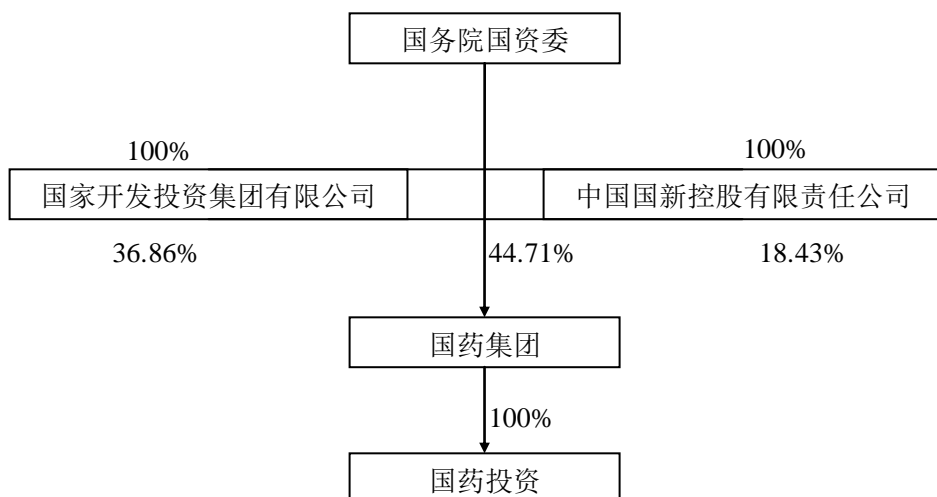 国务院国资委
100%
100%
国家开发投资集团有限公司
中国国新控股有限责任公司
36.86%
44.71%
18.43%
国药集团
100%
国药投资